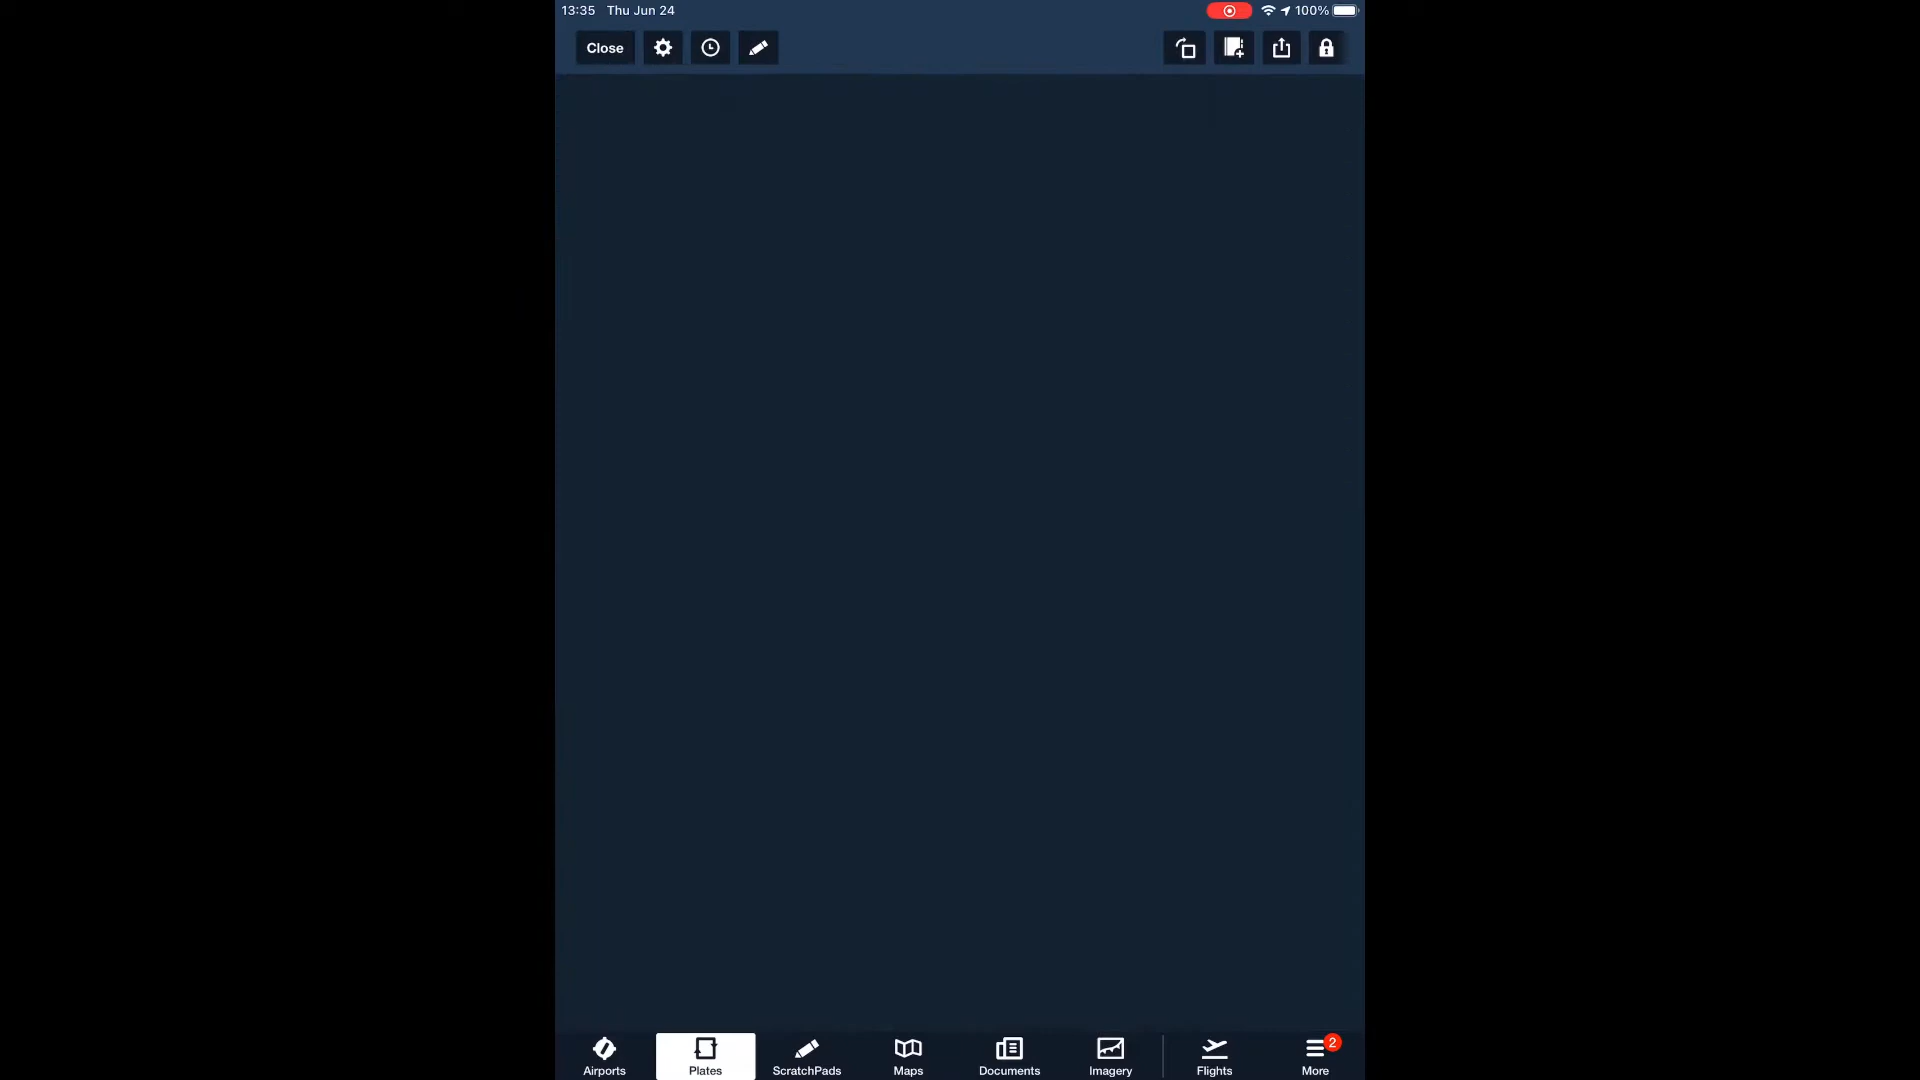 13:35 Thu Jun 24
100%
Close
Airports
Plates
ScratchPads
Maps
Documents
Imagery
Flights
2
More